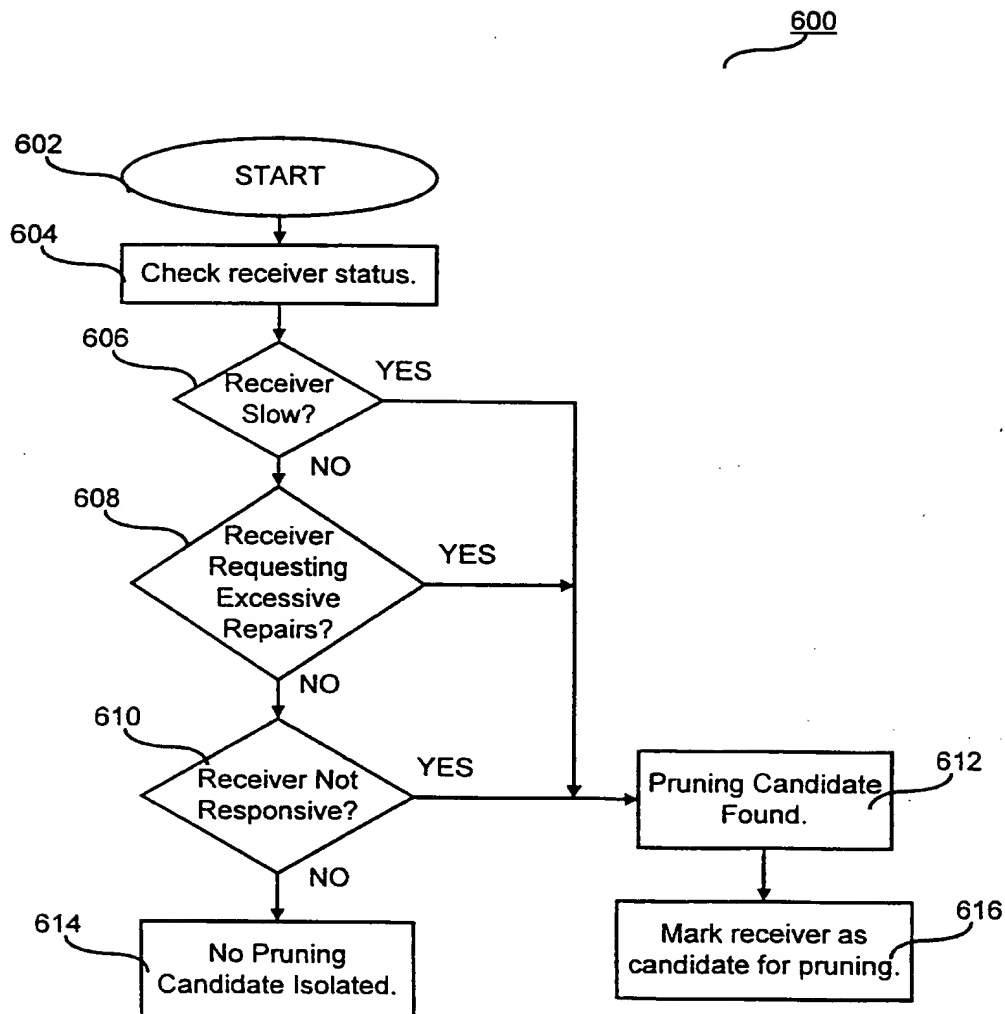 600
602
START
604
Check receiver status.
606
Receiver
Slow?
YES
NO
608
Receiver
Requesting
Excessive
Repairs?
YES
NO
610
Receiver Not
Responsive?
YES
612
Pruning Candidate
Found.
NO
614
No Pruning
Candidate Isolated.
616
Mark receiver as
candidate for pruning.